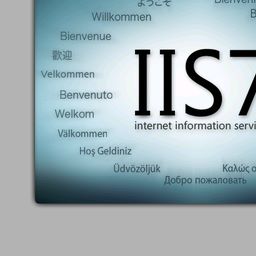 ようこそ
Bienveni
Willkommen
Bienvenue
歡迎
IIS7
Velkommen
Benvenuto
internet information servi
Welkom
Välkommen
Hoş Geldiniz
Üdvözöljük
Καλώς ο
Добро пожаловать